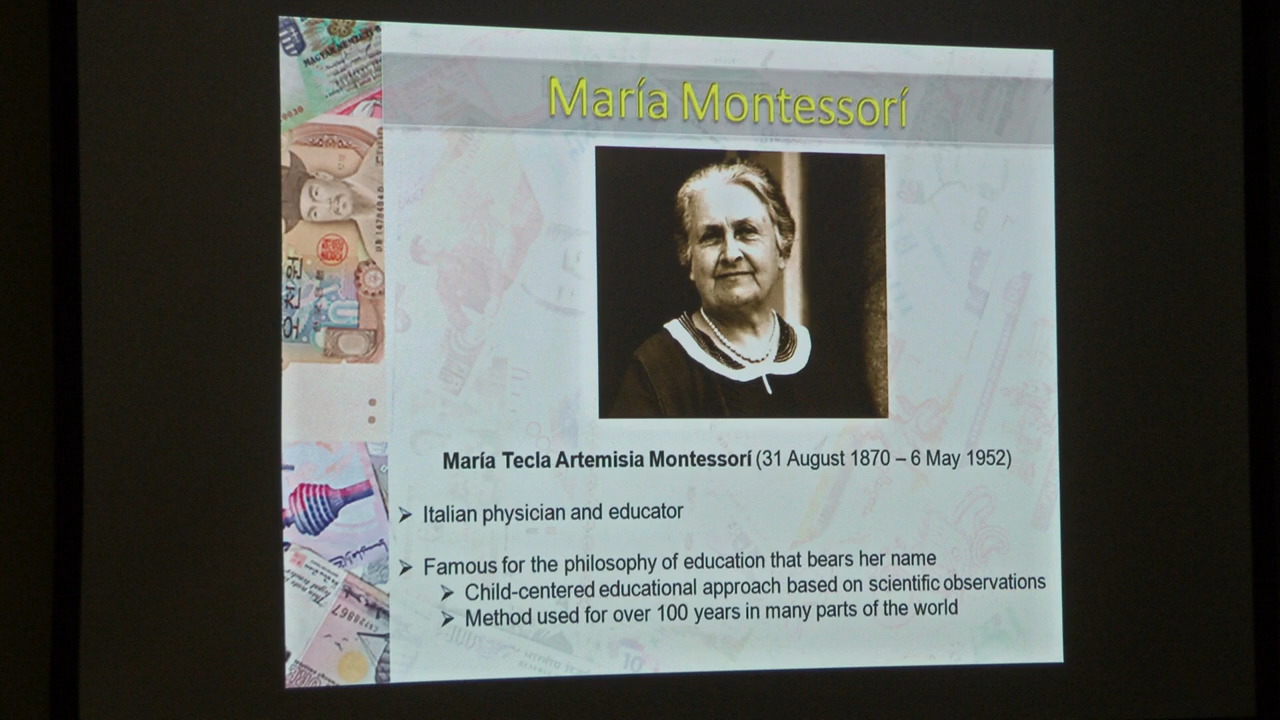 María Montessorí
María Tecla Artemisia Montessorí (31 August 1870 – 6 May 1952)
➢ Italian physician and educator
➢ Famous for the philosophy of education that bears her name
➢ Child-centered educational approach based on scientific observations
➢ Method used for over 100 years in many parts of the world